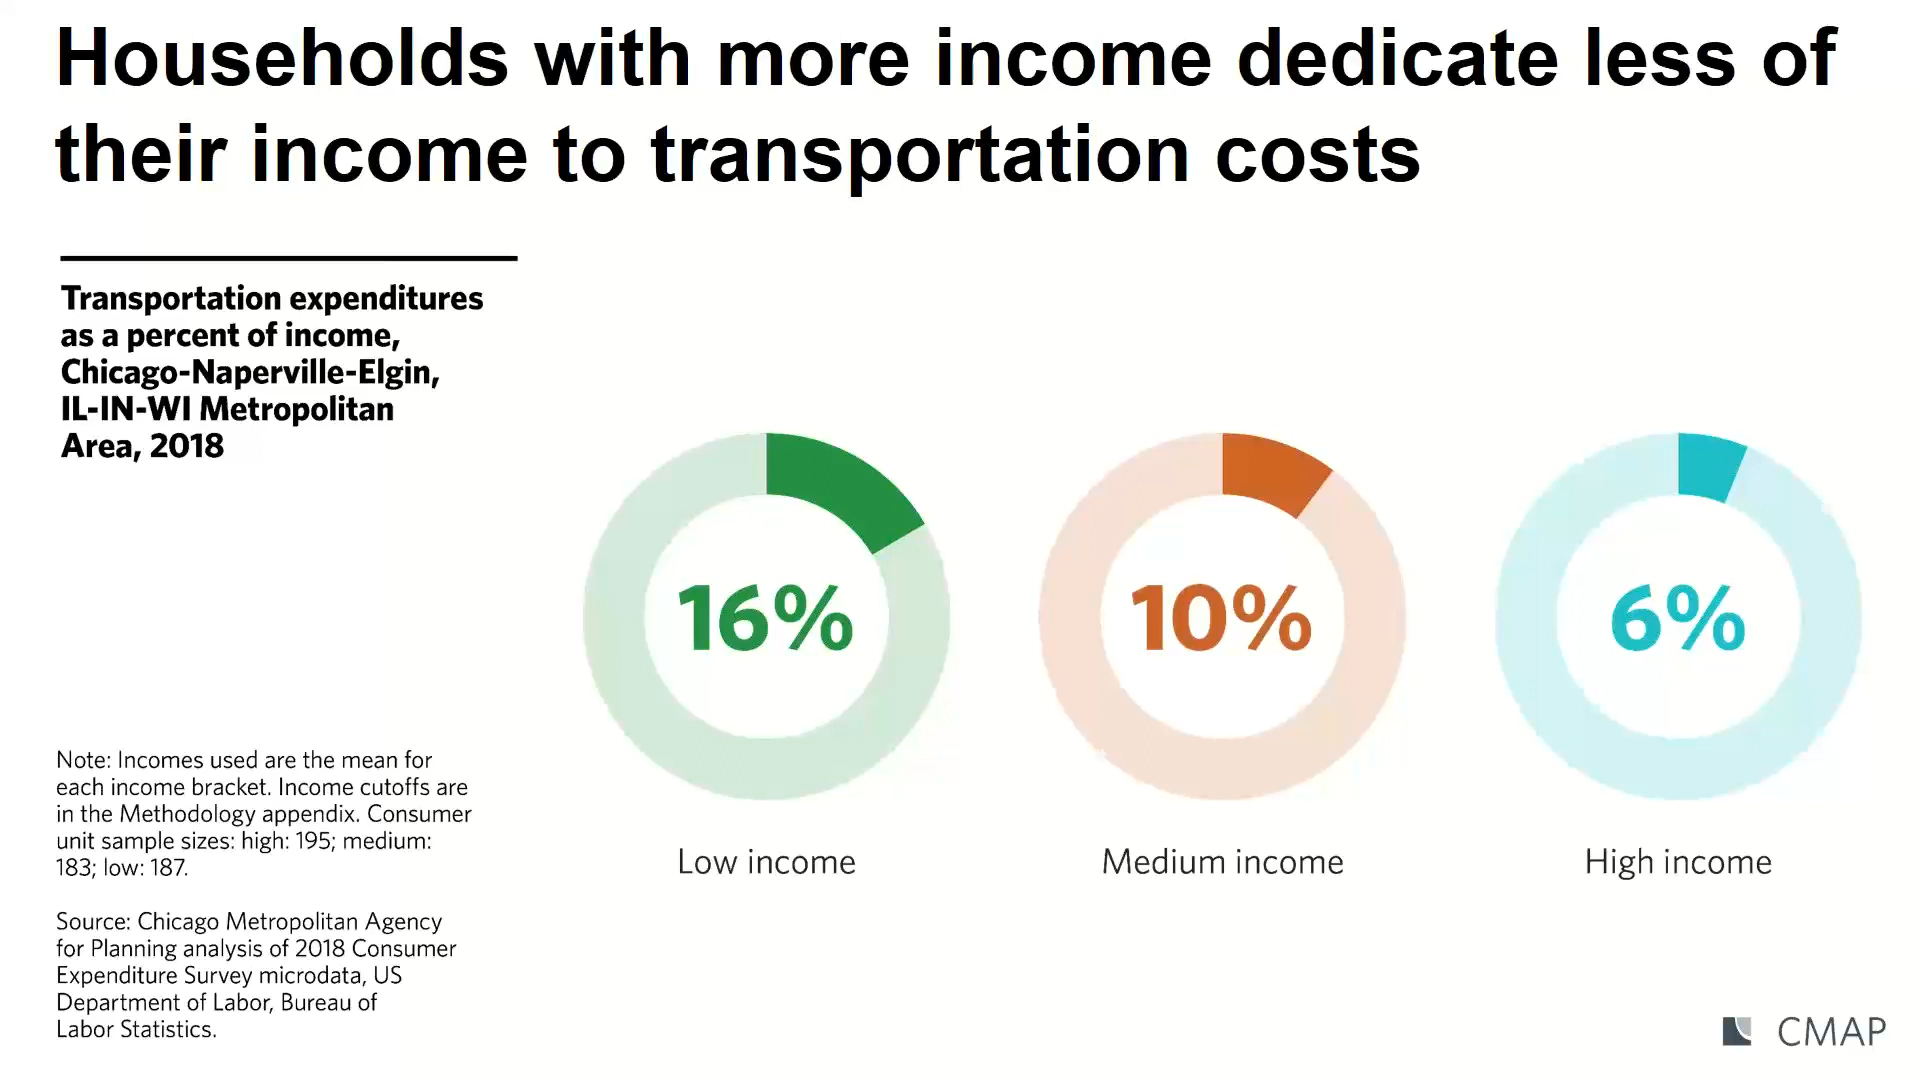 Households with more income dedicate less of
their income to transportation costs
Transportation expenditures
as a percent of income,
Chicago-Naperville-Elgin,
IL-IN-WI Metropolitan
Area, 2018
16%
10%
6%
Low income
Medium income
High income
Note: Incomes used are the mean for
each income bracket. Income cutoffs are
in the Methodology appendix. Consumer
unit sample sizes: high: 195; medium:
183; low: 187.
Source: Chicago Metropolitan Agency
for Planning analysis of 2018 Consumer
Expenditure Survey microdata, US
Department of Labor, Bureau of
Labor Statistics.
CMAP